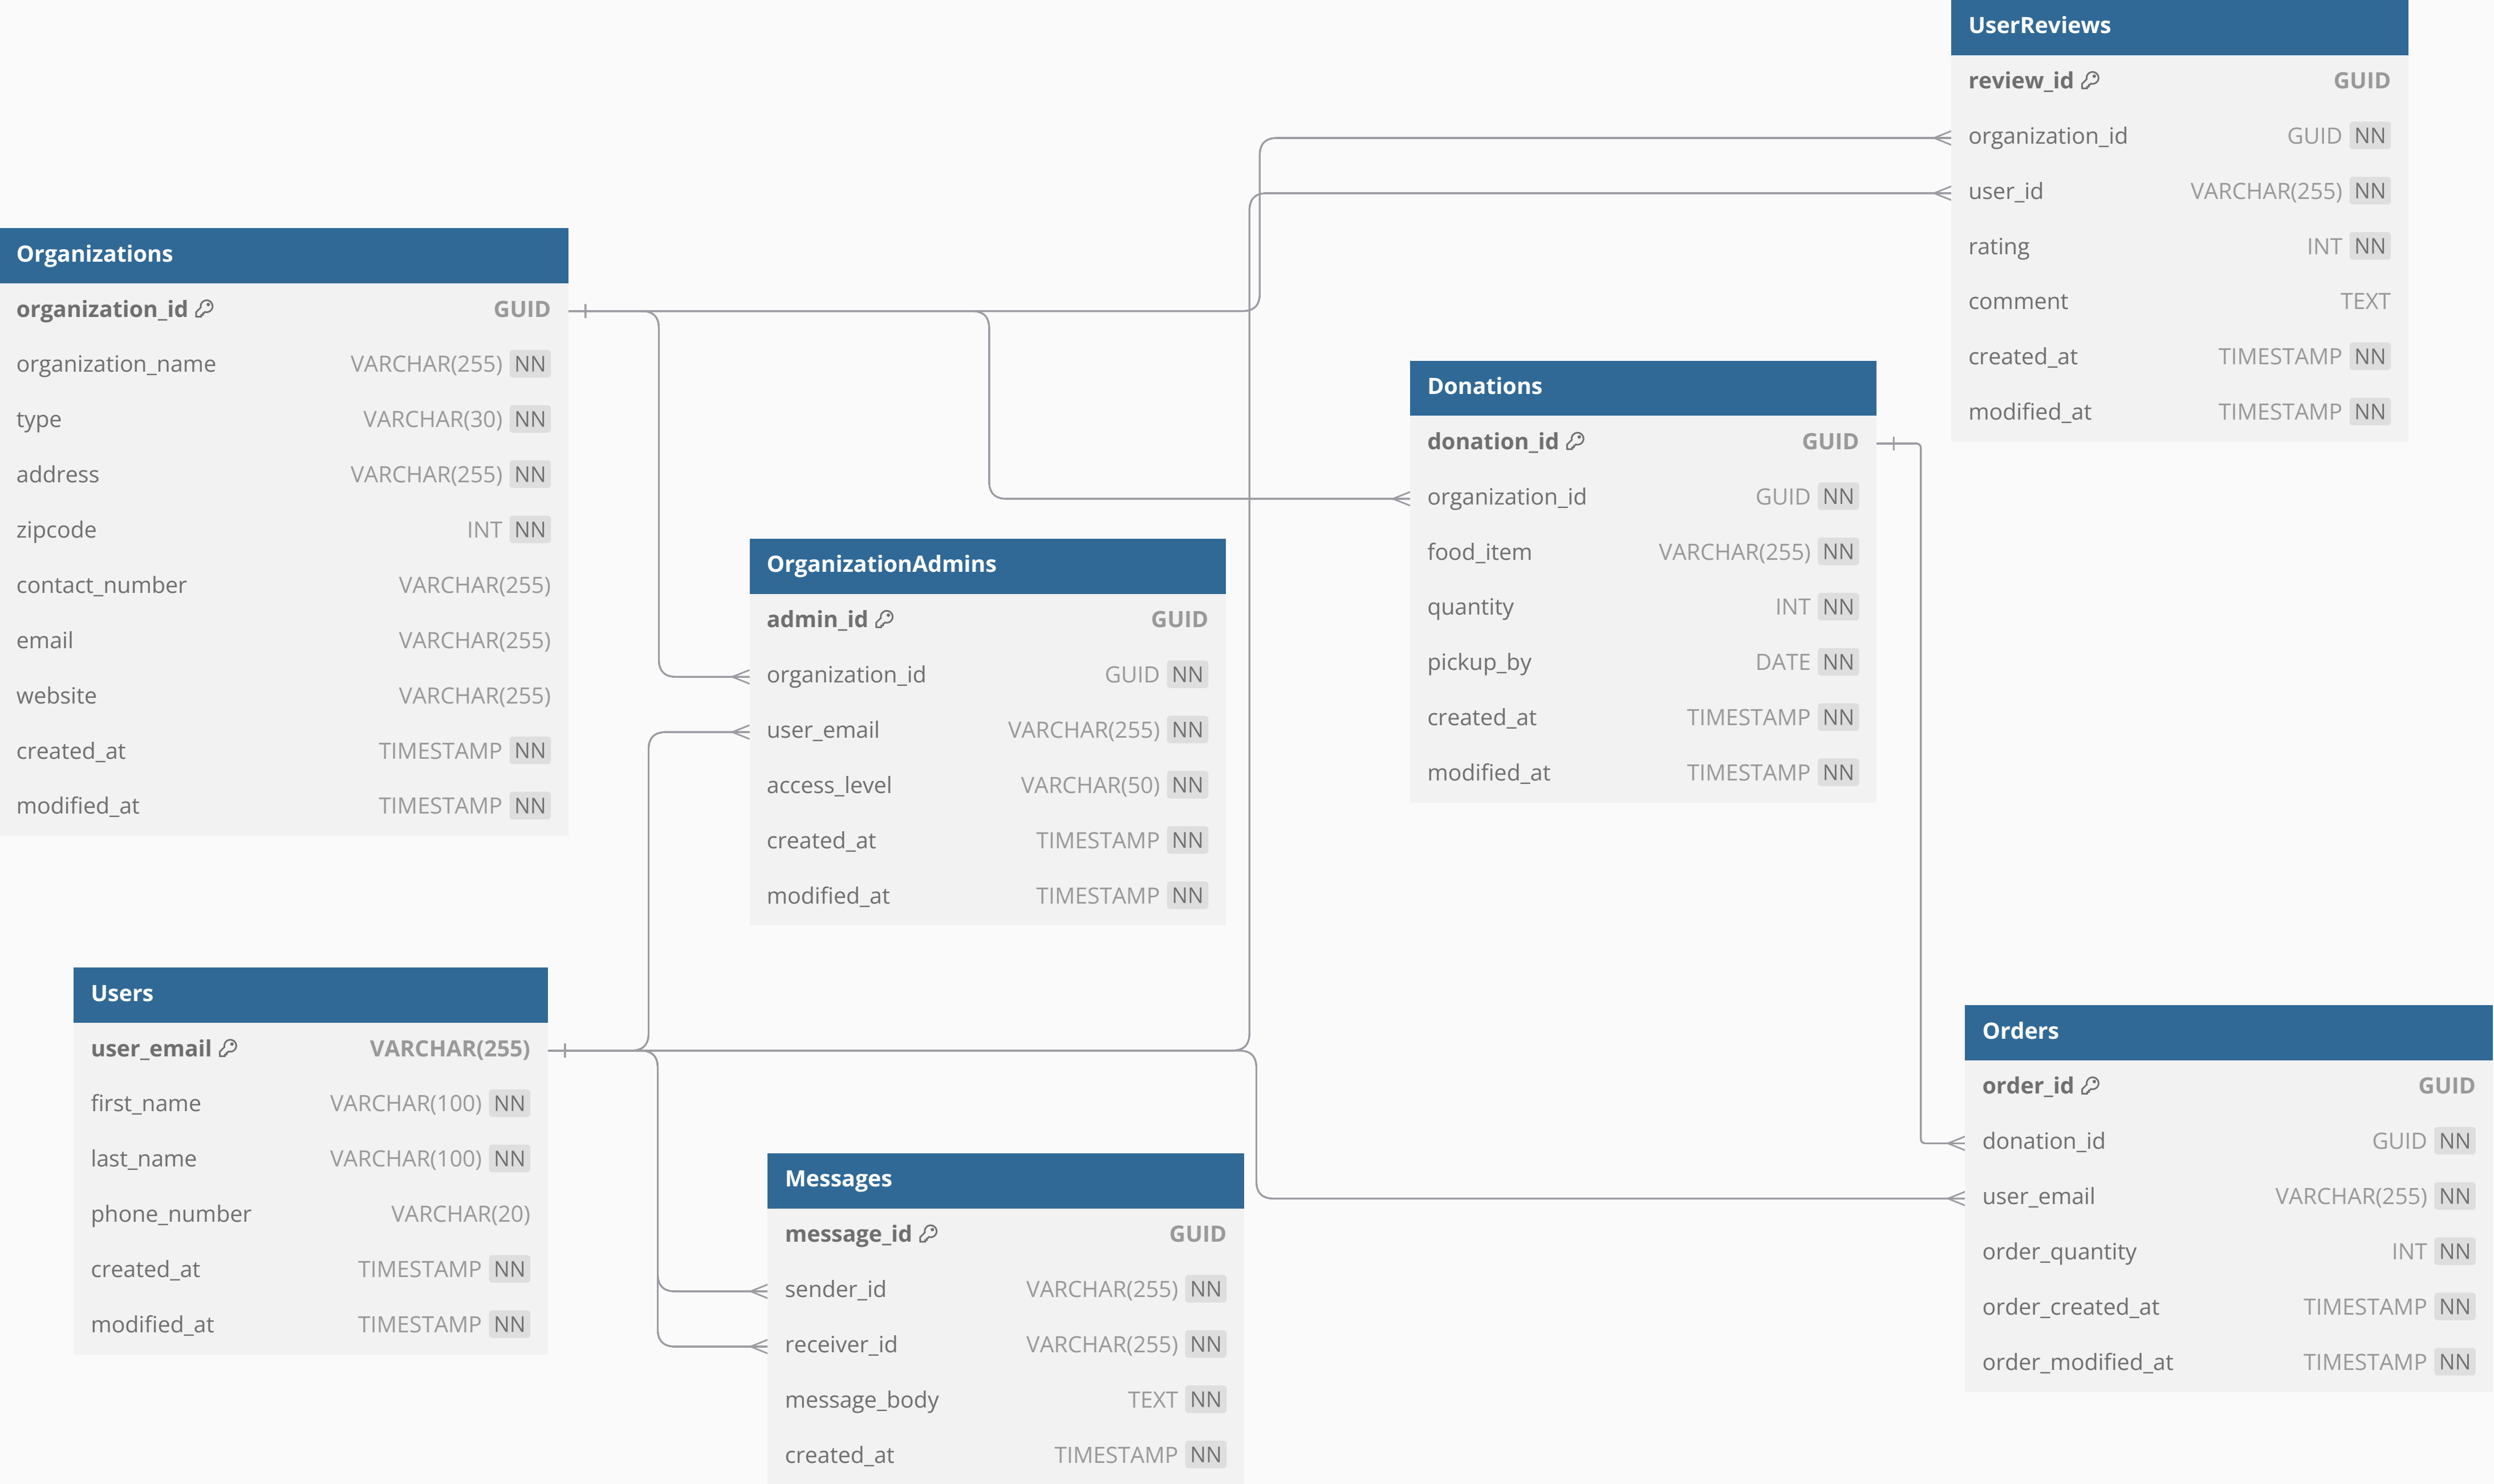 UserReviews
review_id GUID
organization_id GUID NN
user_id VARCHAR(255) NN
rating INT NN
comment TEXT
created_at TIMESTAMP NN
modified_at TIMESTAMP NN
Organizations
organization_id GUID
organization_name VARCHAR(255) NN
type VARCHAR(30) NN
address VARCHAR(255) NN
zipcode INT NN
contact_number VARCHAR(255)
email VARCHAR(255)
website VARCHAR(255)
created_at TIMESTAMP NN
modified_at TIMESTAMP NN
Donations
donation_id GUID
organization_id GUID NN
food_item VARCHAR(255) NN
quantity INT NN
pickup_by DATE NN
created_at TIMESTAMP NN
modified_at TIMESTAMP NN
OrganizationAdmins
admin_id GUID
organization_id GUID NN
user_email VARCHAR(255) NN
access_level VARCHAR(50) NN
created_at TIMESTAMP NN
modified_at TIMESTAMP NN
Users
user_email VARCHAR(255)
first_name VARCHAR(100) NN
last_name VARCHAR(100) NN
phone_number VARCHAR(20)
created_at TIMESTAMP NN
modified_at TIMESTAMP NN
Messages
message_id GUID
sender_id VARCHAR(255) NN
receiver_id VARCHAR(255) NN
message_body TEXT NN
created_at TIMESTAMP NN
Orders
order_id GUID
donation_id GUID NN
user_email VARCHAR(255) NN
order_quantity INT NN
order_created_at TIMESTAMP NN
order_modified_at TIMESTAMP NN